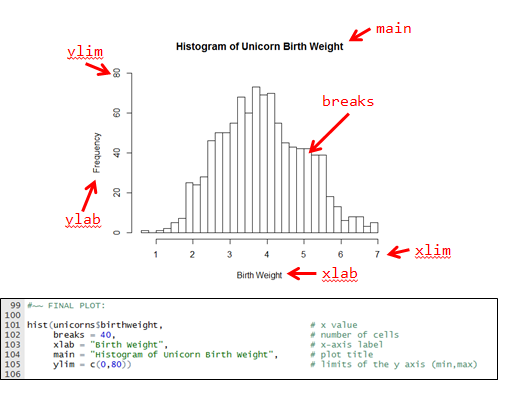 main
Histogram of Unicorn Birth Weight
ylim
80
breaks
60
40
Frequency
20
ylab
0
xlim
1 2 3 4 5 6 7
Birth Weight
xlab
99 #~~ FINAL PLOT:
100
101 hist(unicorns$birthweight, # x value
102 breaks = 40, # number of cells
103 xlab = "Birth Weight", # x-axis label
104 main = "Histogram of Unicorn Birth Weight", # plot title
105 ylim = c(0,80)) # limits of the y axis (min,max)
106